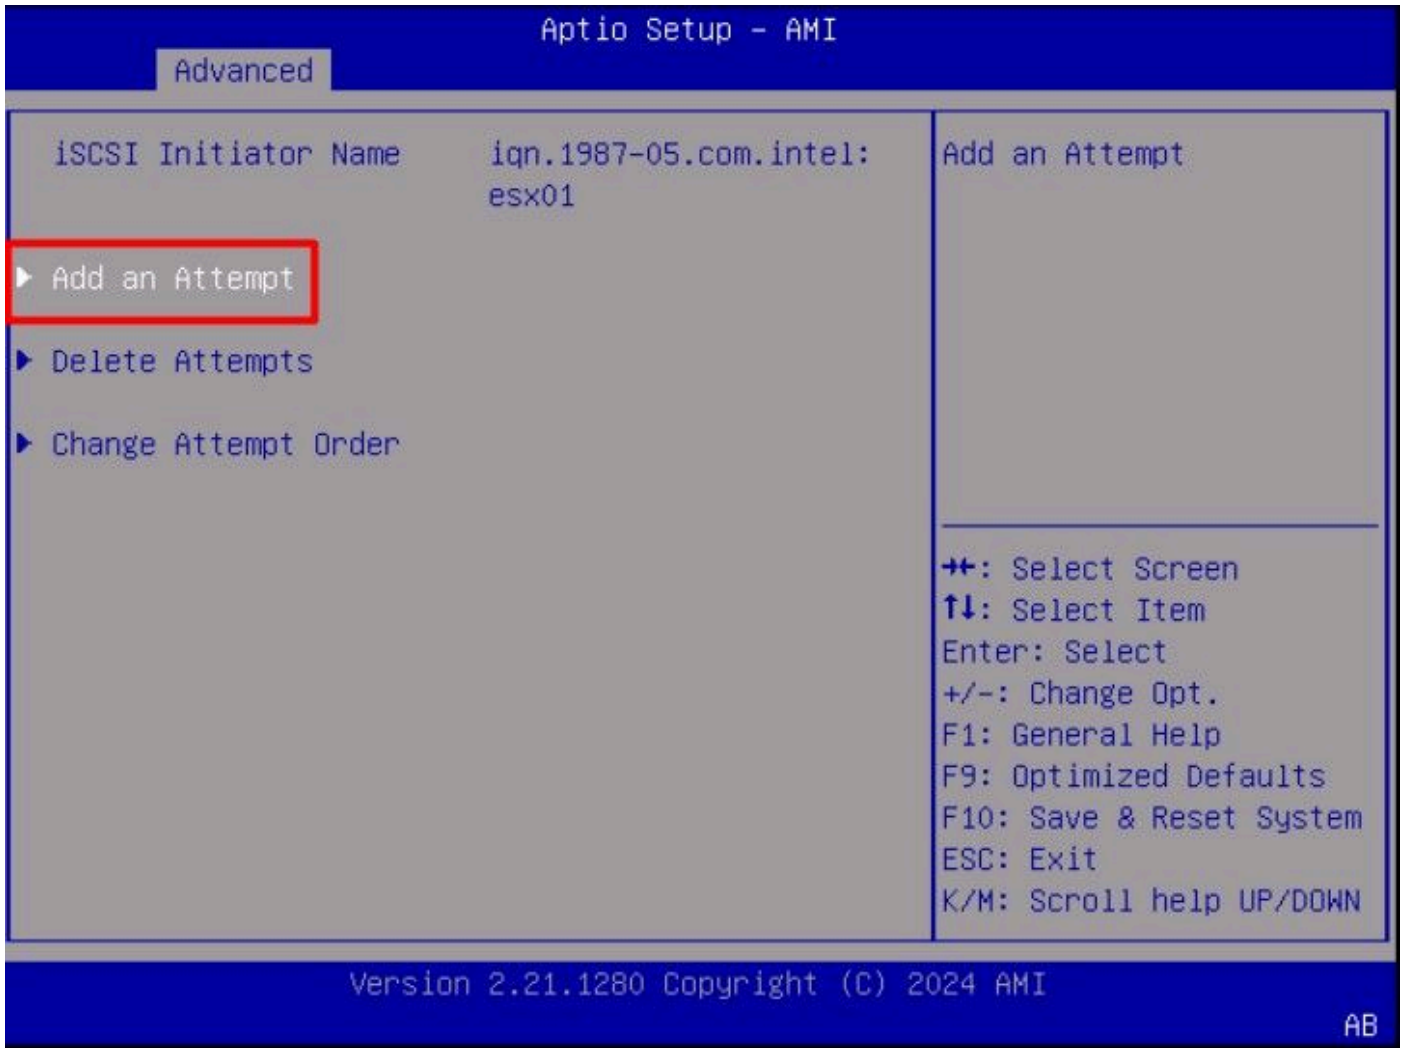 Aptio Setup – AMI
Advanced
iSCSI Initiator Name iqn.1987-05.com.intel:
esx01
Add an Attempt
Delete Attempts
Change Attempt Order
Add an Attempt
→←: Select Screen
↑↓: Select Item
Enter: Select
+/-: Change Opt.
F1: General Help
F9: Optimized Defaults
F10: Save & Reset System
ESC: Exit
K/M: Scroll help UP/DOWN
Version 2.21.1280 Copyright (C) 2024 AMI
AB